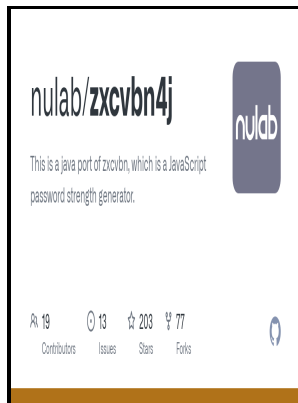 nulab/zxcvbn4j
nulab
This is a java port of zxcvbn, which is a JavaScript
password strength generator.
19 13 203 77
Contributors Issues Stars Forks